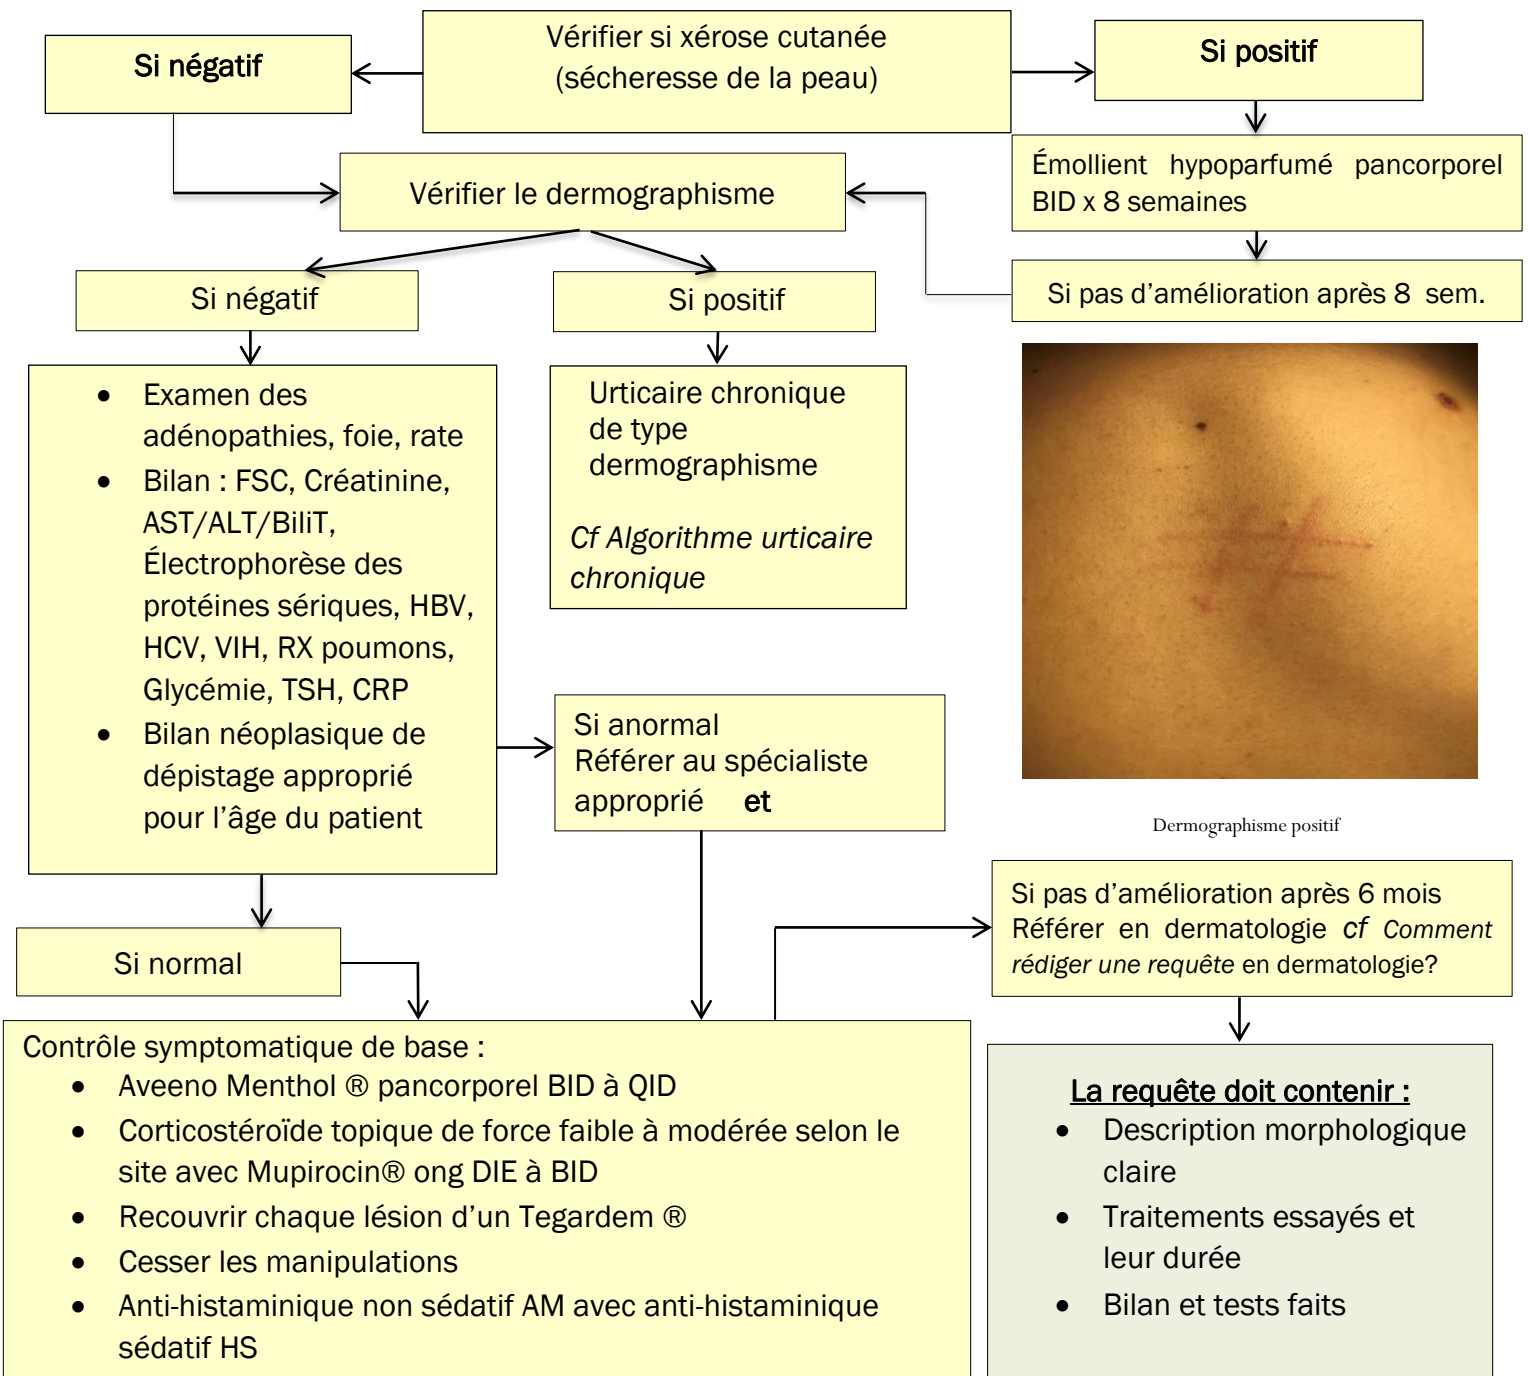 Vérifier si xérose cutanée
(sécheresse de la peau)
Si négatif
Si positif
Émollient hypoparfumé pancorporel
BID x 8 semaines
Vérifier le dermographisme
Si pas d’amélioration après 8 sem.
Si négatif
Si positif
• Examen des
adénopathies, foie, rate
• Bilan : FSC, Créatinine,
AST/ALT/BiliT,
Électrophorèse des
protéines sériques, HBV,
HCV, VIH, RX poumons,
Glycémie, TSH, CRP
• Bilan néoplasique de
dépistage approprié
pour l’âge du patient
Urticaire chronique
de type
dermographisme
Cf Algorithme urticaire
chronique
Si anormal
Référer au spécialiste
approprié et
Dermographisme positif
Si pas d’amélioration après 6 mois
Référer en dermatologie cf Comment
rédiger une requête en dermatologie?
Si normal
Contrôle symptomatique de base :
• Aveeno Menthol ® pancorporel BID à QID
• Corticostéroïde topique de force faible à modérée selon le
site avec Mupirocin® ong DIE à BID
• Recouvrir chaque lésion d’un Tegardem ®
• Cesser les manipulations
• Anti-histaminique non sédatif AM avec anti-histaminique
sédatif HS
La requête doit contenir :
• Description morphologique
claire
• Traitements essayés et
leur durée
• Bilan et tests faits